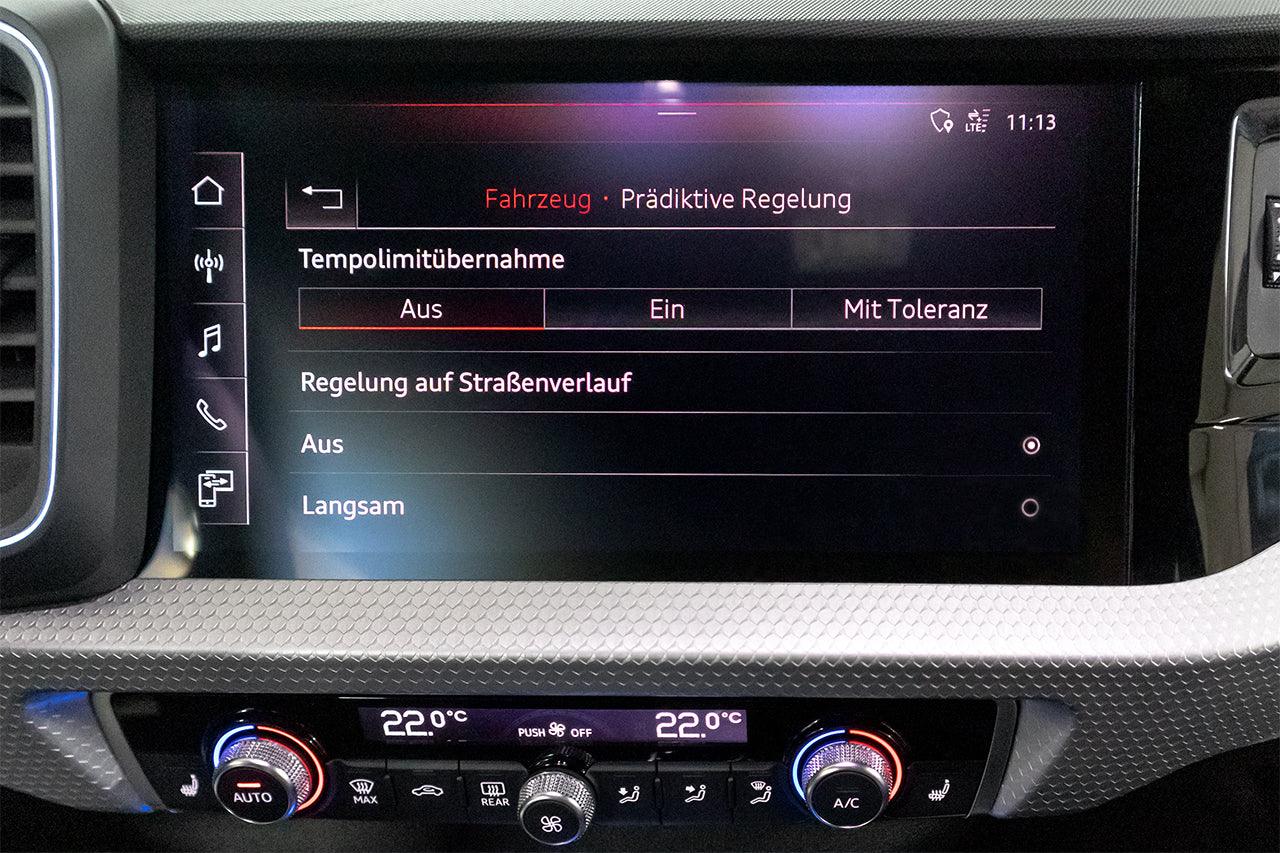 LTE 11:13
Fahrzeug · Prädiktive Regelung
Tempolimitübernahme
Aus Ein Mit Toleranz
Regelung auf Straßenverlauf
Aus
Langsam
22.0°C PUSH OFF 22.0°C
AUTO MAX REAR A/C